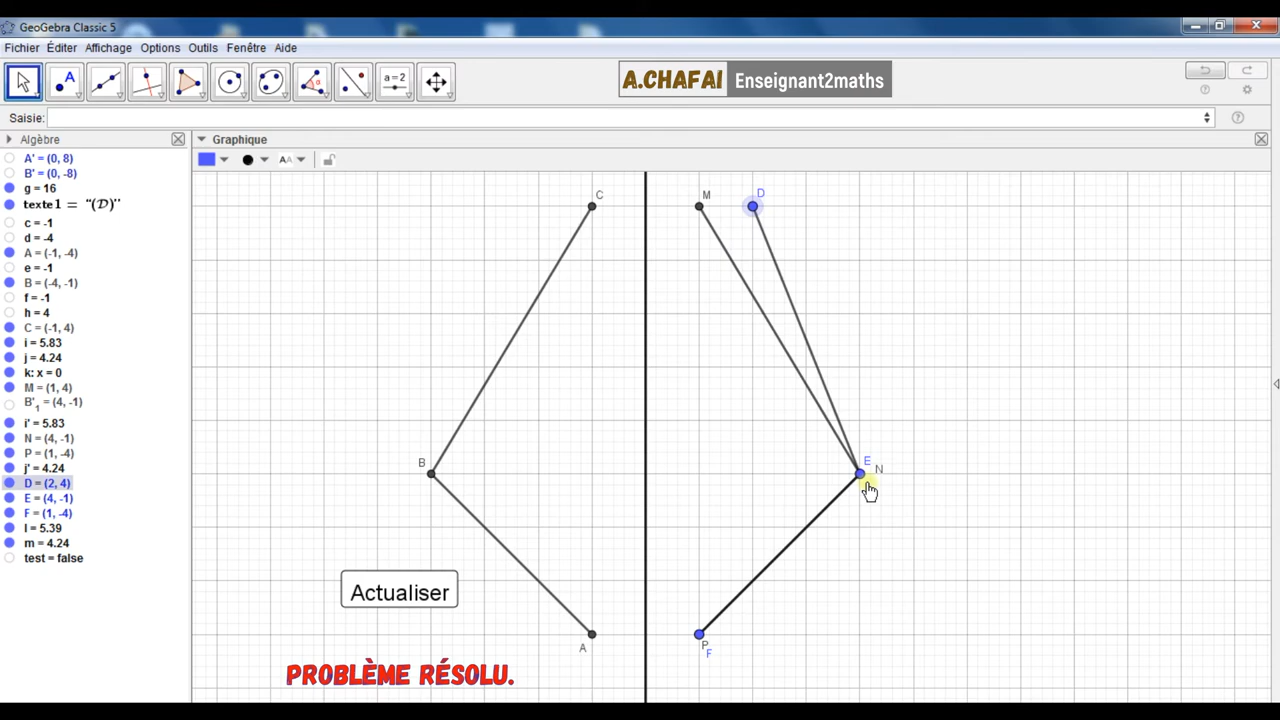 GeoGebra Classic 5
Fichier Éditer Affichage Options Outils Fenêtre Aide
A a=2
A.CHAFAI Enseignant2maths
Saisie:
Algèbre
Graphique
AA
A' = (0, 8)
B' = (0, -8)
g = 16
texte1 = "(𝒟)"
c = -1
d = -4
A = (-1, -4)
e = -1
B = (-4, -1)
f = -1
h = 4
C = (-1, 4)
i = 5.83
j = 4.24
k: x = 0
M = (1, 4)
B'₁ = (4, -1)
i' = 5.83
N = (4, -1)
P = (1, -4)
j' = 4.24
D = (2, 4)
E = (4, -1)
F = (1, -4)
l = 5.39
m = 4.24
test = false
C M D
B E N
A P F
Actualiser
PROBLÈME RÉSOLU.